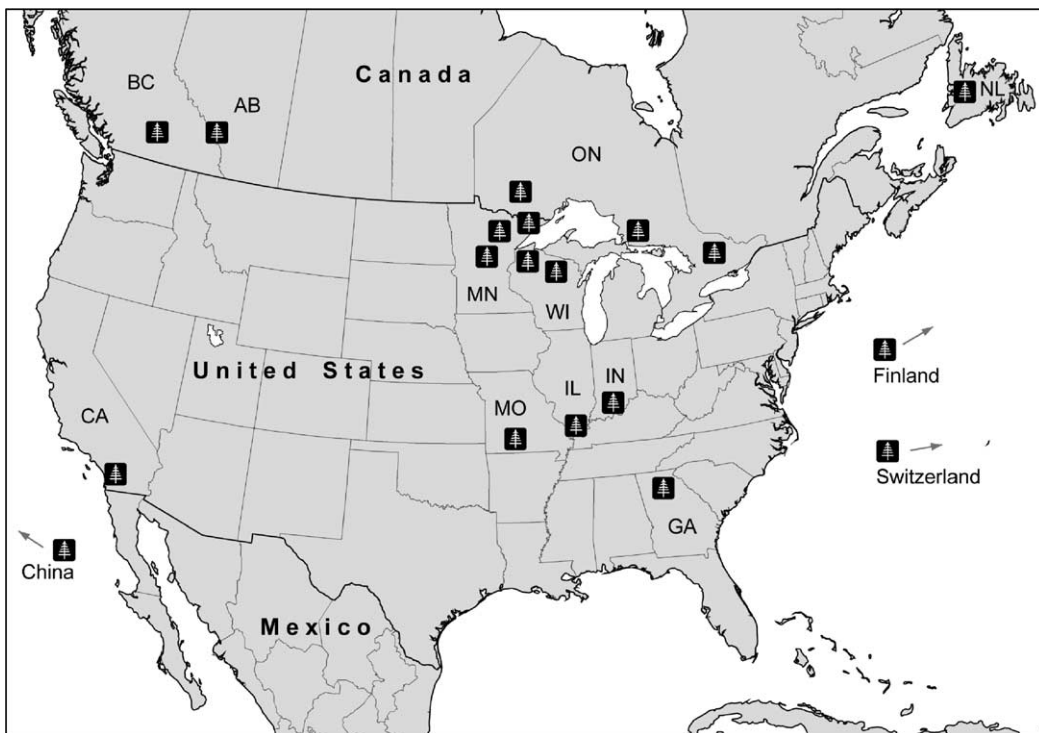 Canada
BC
AB
NL
ON
MN
WI
United States
IL
IN
MO
CA
GA
Finland
Switzerland
China
Mexico